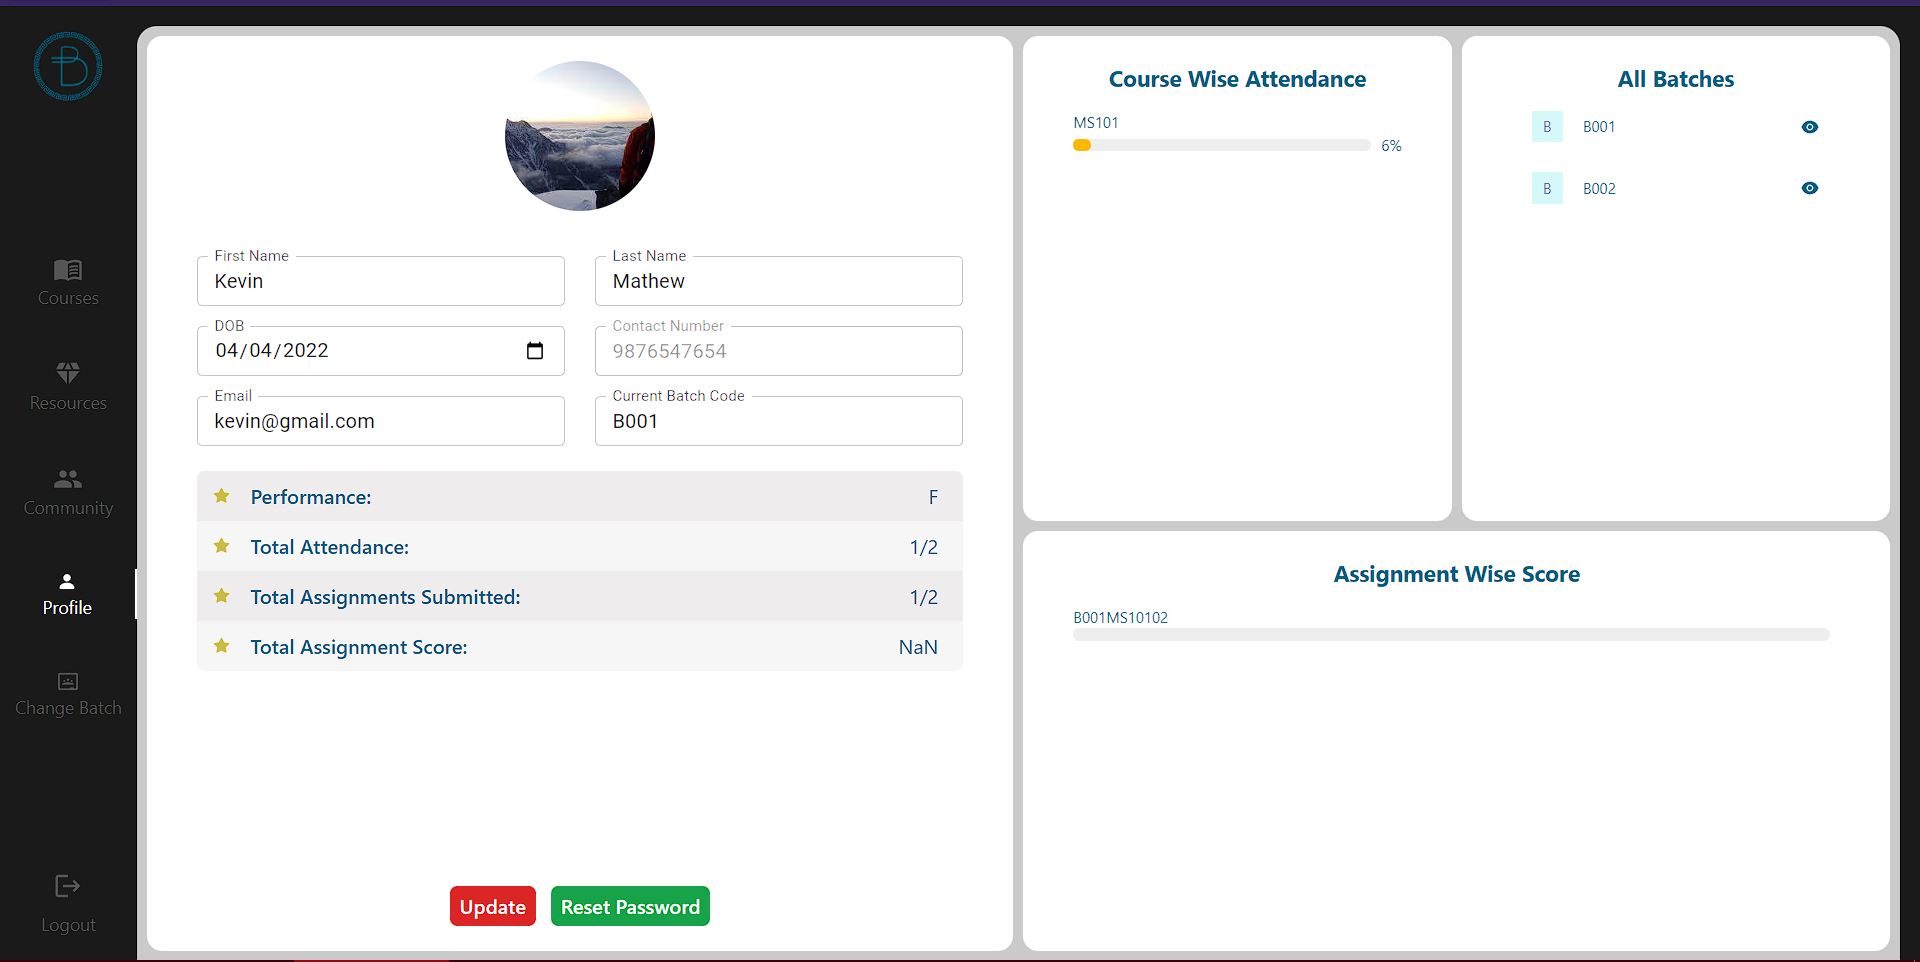 Courses
Resources
Community
Profile
Change Batch
Logout
First Name
Kevin
Last Name
Mathew
DOB
04/04/2022
Contact Number
9876547654
Email
kevin@gmail.com
Current Batch Code
B001
Performance: F
Total Attendance: 1/2
Total Assignments Submitted: 1/2
Total Assignment Score: NaN
Update
Reset Password
Course Wise Attendance
MS101
6%
All Batches
B B001
B B002
Assignment Wise Score
B001MS10102